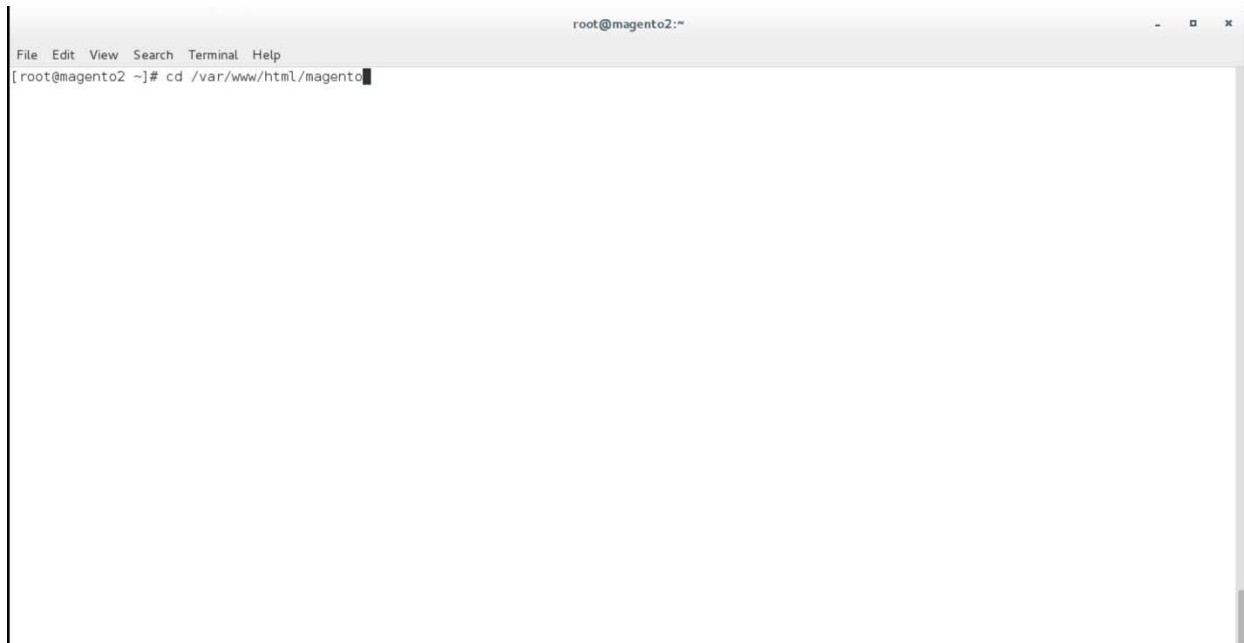 root@magento2:~
File Edit View Search Terminal Help
[root@magento2 ~]# cd /var/www/html/magento